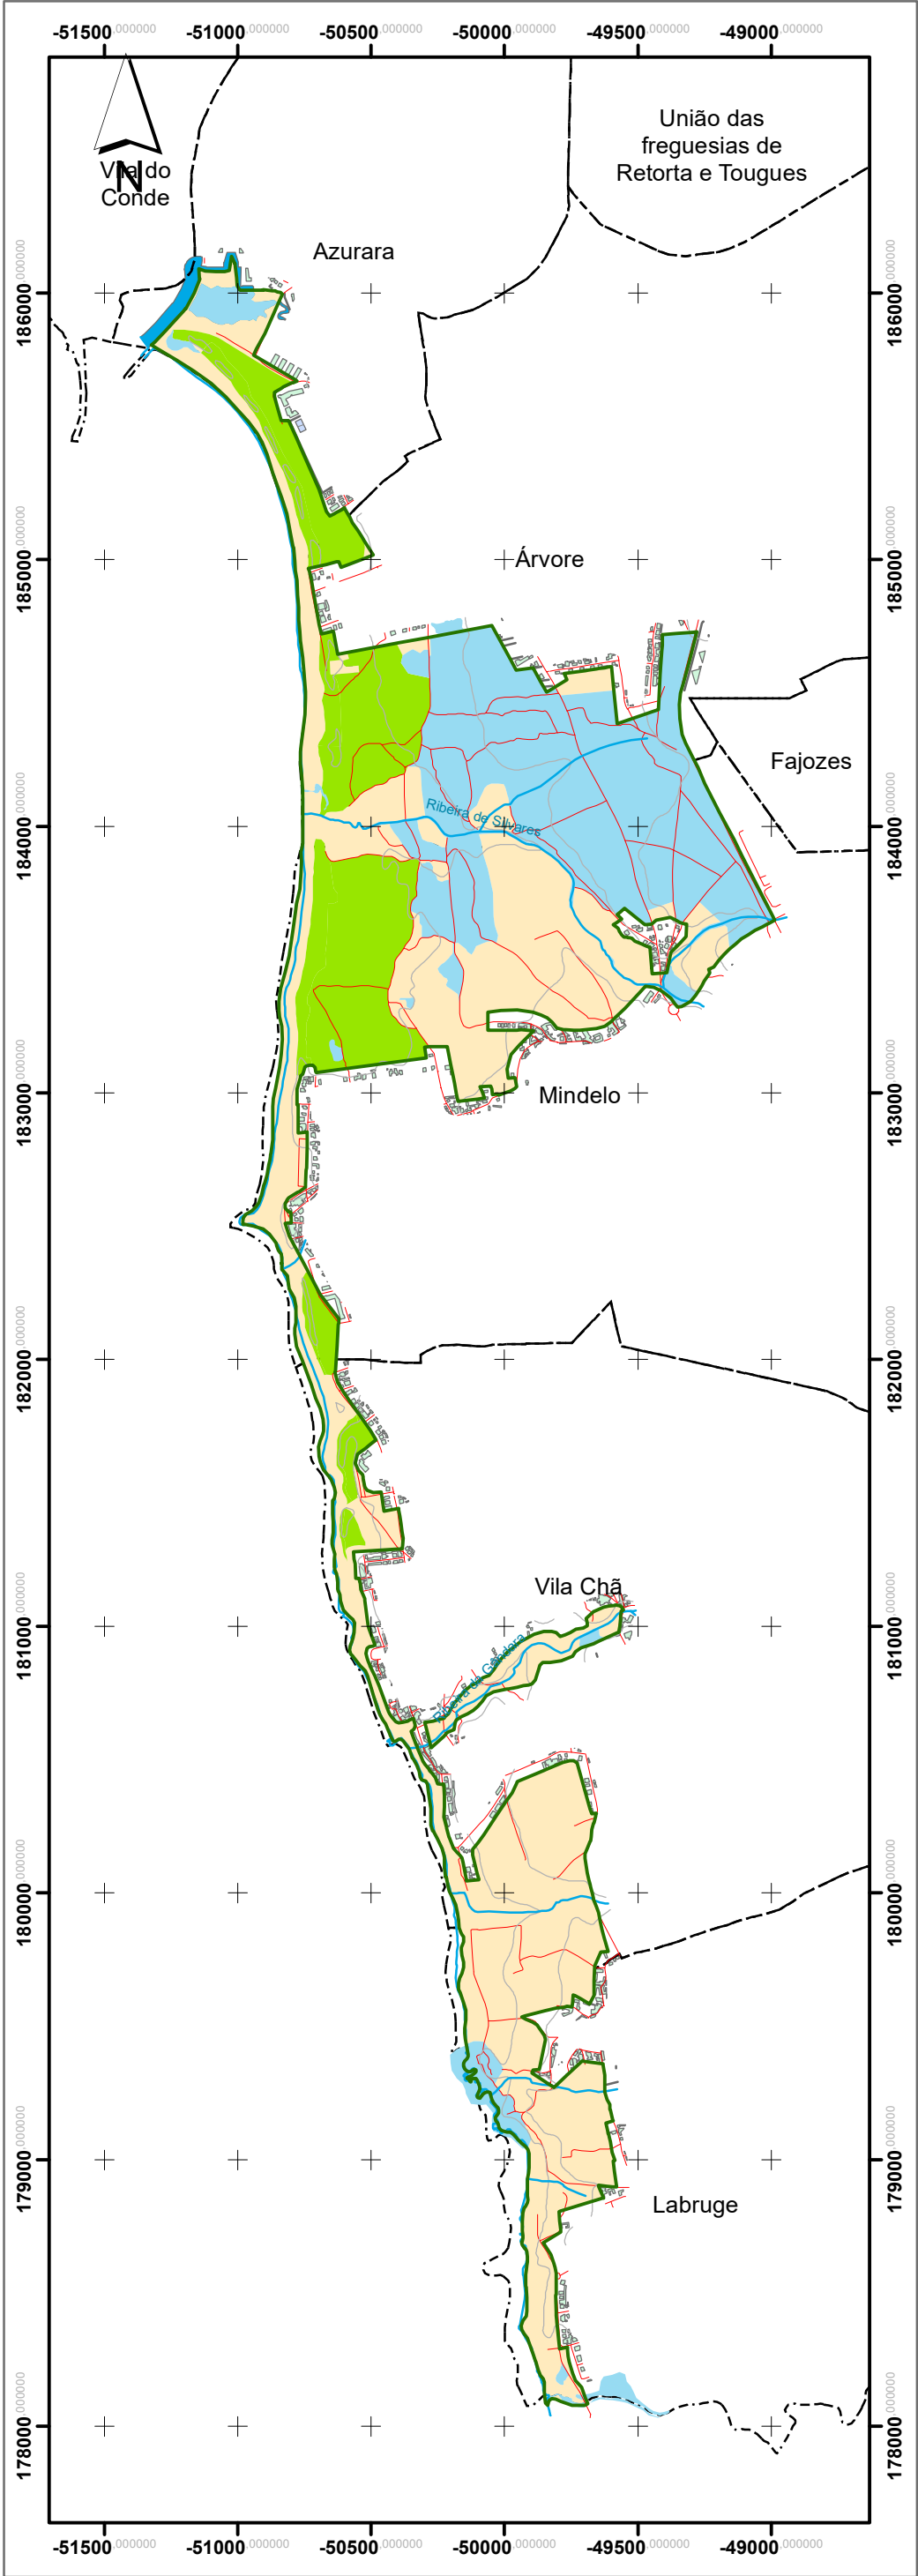 -51500,000000 -51000,000000 -50500,000000 -50000,000000 -49500,000000 -49000,000000
União das
freguesias de
Retorta e Tougues
Vila do
Conde
N
Azurara
186000,000000 186000,000000
185000,000000 185000,000000
Árvore
Fajozes
Ribeira de Silvares
184000,000000 184000,000000
183000,000000 183000,000000
Mindelo
182000,000000 182000,000000
Vila Chã
181000,000000 181000,000000
Ribeira da Gândara
180000,000000 180000,000000
179000,000000 179000,000000
Labruge
178000,000000 178000,000000
-51500,000000 -51000,000000 -50500,000000 -50000,000000 -49500,000000 -49000,000000